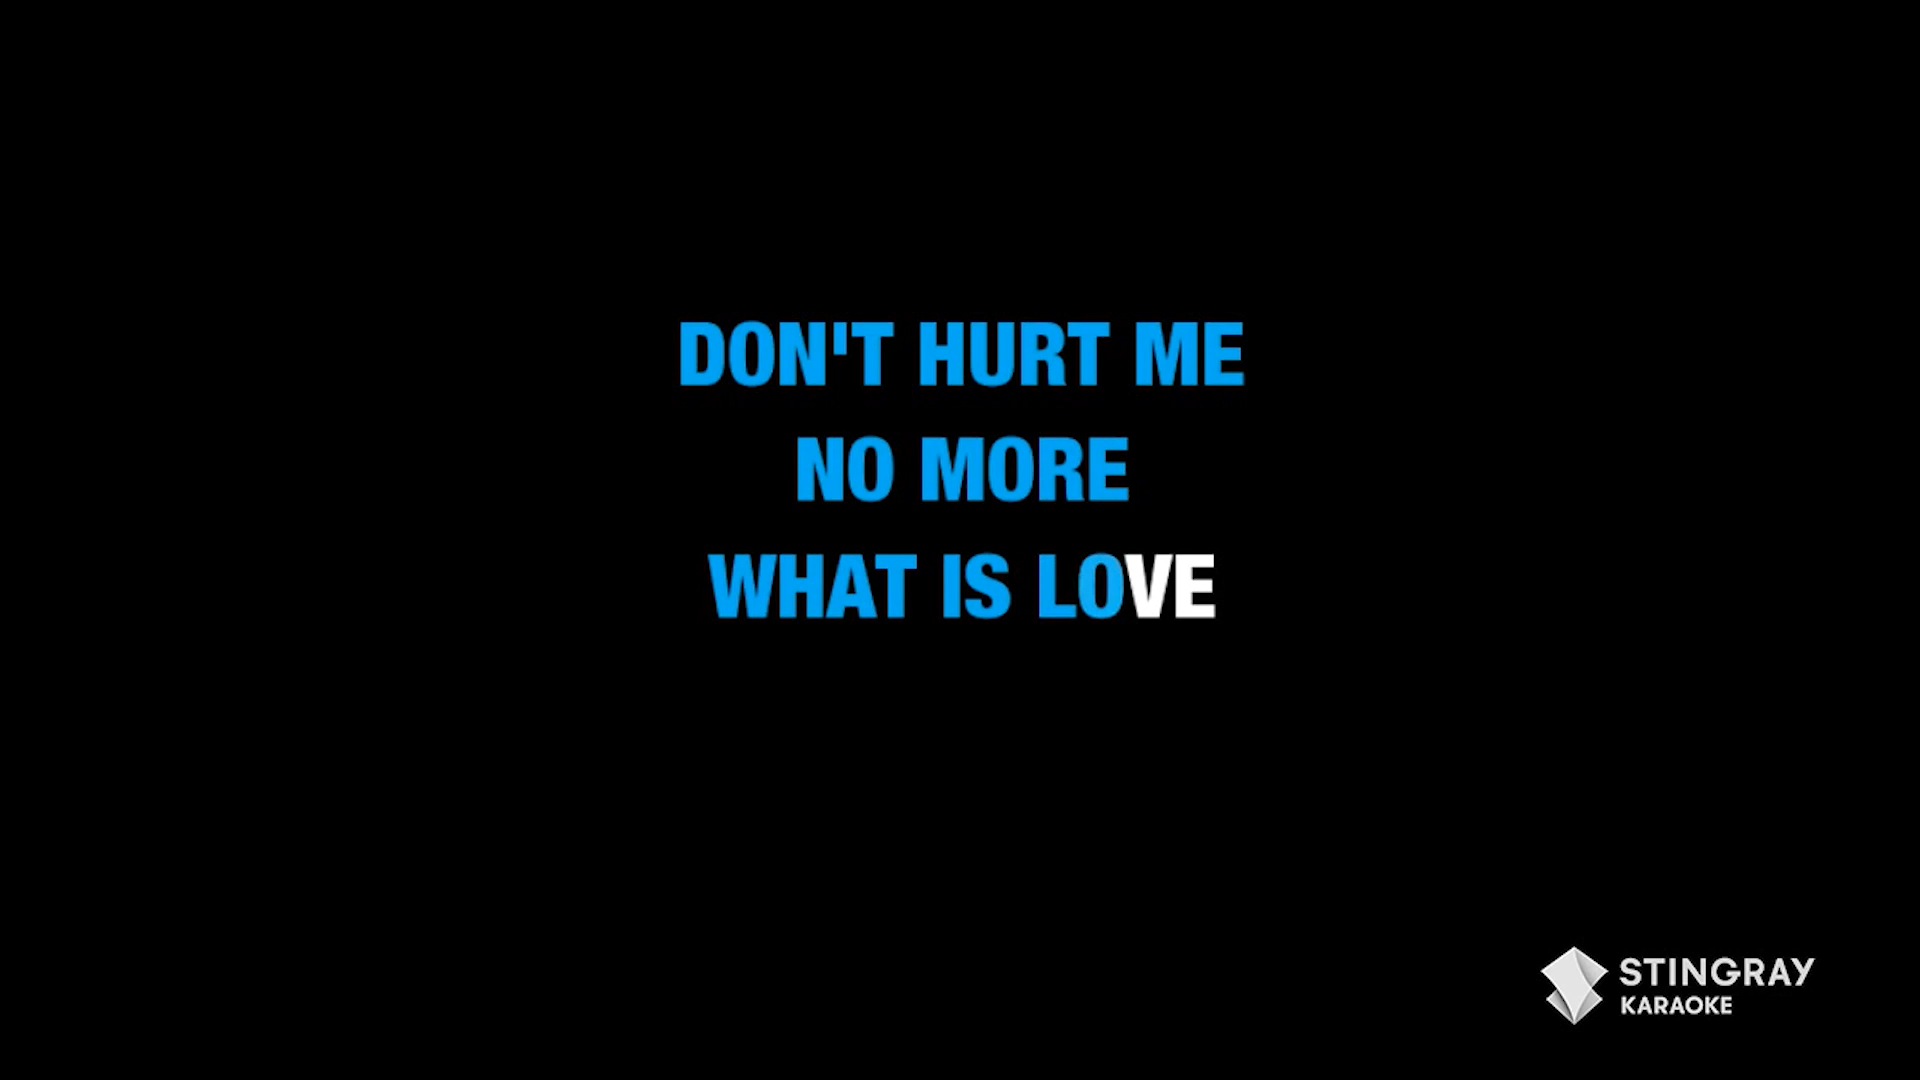 DON'T HURT ME
NO MORE
WHAT IS LOVE
STINGRAY
KARAOKE